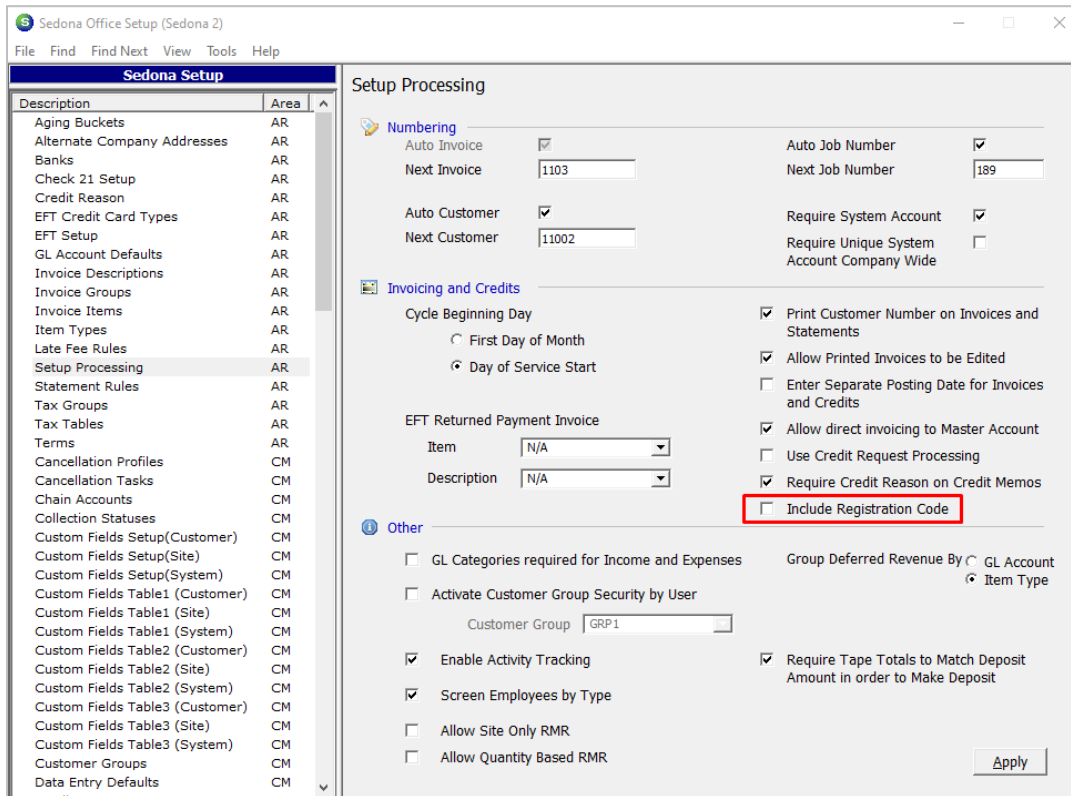 Sedona Office Setup (Sedona 2)
File Find Find Next View Tools Help
Sedona Setup
Description Area
Aging Buckets AR
Alternate Company Addresses AR
Banks AR
Check 21 Setup AR
Credit Reason AR
EFT Credit Card Types AR
EFT Setup AR
GL Account Defaults AR
Invoice Descriptions AR
Invoice Groups AR
Invoice Items AR
Item Types AR
Late Fee Rules AR
Setup Processing AR
Statement Rules AR
Tax Groups AR
Tax Tables AR
Terms AR
Cancellation Profiles CM
Cancellation Tasks CM
Chain Accounts CM
Collection Statuses CM
Custom Fields Setup(Customer) CM
Custom Fields Setup(Site) CM
Custom Fields Setup(System) CM
Custom Fields Table1 (Customer) CM
Custom Fields Table1 (Site) CM
Custom Fields Table1 (System) CM
Custom Fields Table2 (Customer) CM
Custom Fields Table2 (Site) CM
Custom Fields Table2 (System) CM
Custom Fields Table3 (Customer) CM
Custom Fields Table3 (Site) CM
Custom Fields Table3 (System) CM
Customer Groups CM
Data Entry Defaults CM
Setup Processing
Numbering
Auto Invoice
Next Invoice 1103
Auto Customer
Next Customer 11002
Auto Job Number
Next Job Number 189
Require System Account
Require Unique System
Account Company Wide
Invoicing and Credits
Cycle Beginning Day
First Day of Month
Day of Service Start
EFT Returned Payment Invoice
Item N/A
Description N/A
Print Customer Number on Invoices and
Statements
Allow Printed Invoices to be Edited
Enter Separate Posting Date for Invoices
and Credits
Allow direct invoicing to Master Account
Use Credit Request Processing
Require Credit Reason on Credit Memos
Include Registration Code
Other
GL Categories required for Income and Expenses
Activate Customer Group Security by User
Customer Group GRP1
Enable Activity Tracking
Screen Employees by Type
Allow Site Only RMR
Allow Quantity Based RMR
Group Deferred Revenue By GL Account
Item Type
Require Tape Totals to Match Deposit
Amount in order to Make Deposit
Apply